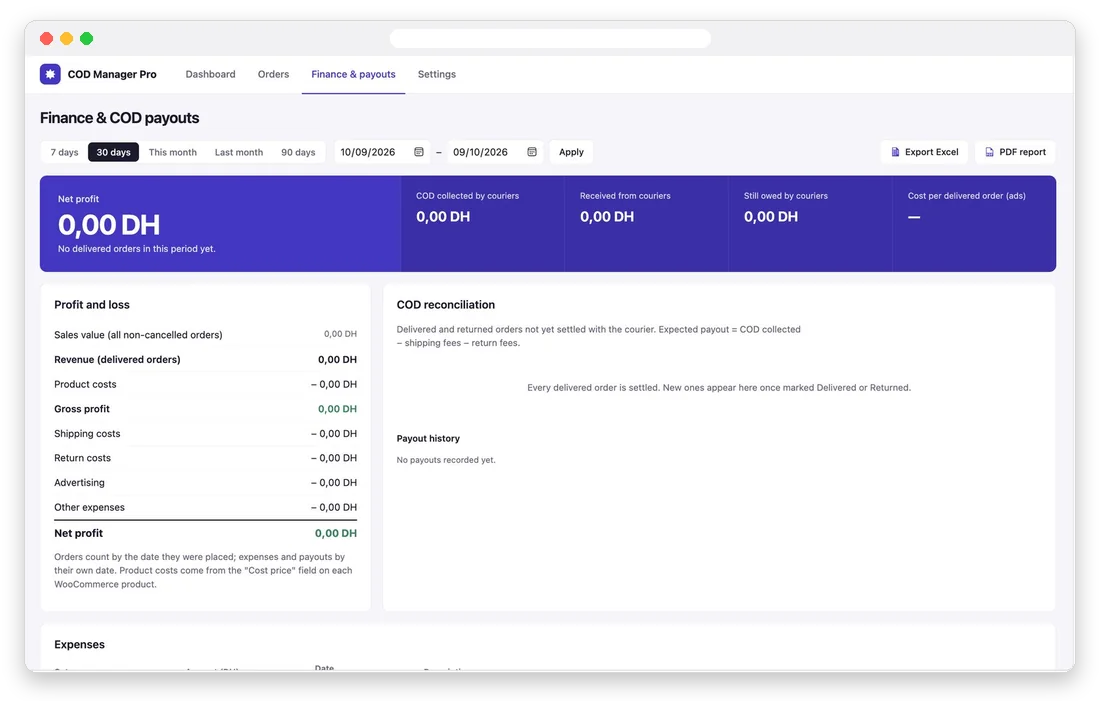 COD Manager Pro
Dashboard
Orders
Finance & payouts
Settings
Finance & COD payouts
7 days
30 days
This month
Last month
90 days
10/09/2026
–
09/10/2026
Apply
Export Excel
PDF report
Net profit
0,00 DH
No delivered orders in this period yet.
COD collected by couriers
0,00 DH
Received from couriers
0,00 DH
Still owed by couriers
0,00 DH
Cost per delivered order (ads)
—
Profit and loss
Sales value (all non-cancelled orders) 0,00 DH
Revenue (delivered orders) 0,00 DH
Product costs – 0,00 DH
Gross profit 0,00 DH
Shipping costs – 0,00 DH
Return costs – 0,00 DH
Advertising – 0,00 DH
Other expenses – 0,00 DH
Net profit 0,00 DH
Orders count by the date they were placed; expenses and payouts by
their own date. Product costs come from the "Cost price" field on each
WooCommerce product.
COD reconciliation
Delivered and returned orders not yet settled with the courier. Expected payout = COD collected
– shipping fees – return fees.
Every delivered order is settled. New ones appear here once marked Delivered or Returned.
Payout history
No payouts recorded yet.
Expenses
Date